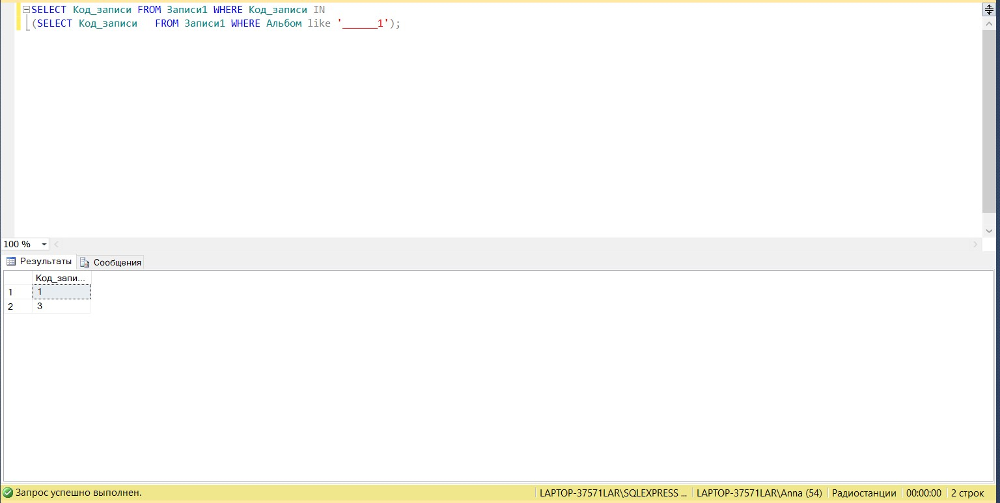 SELECT Код_записи FROM Записи1 WHERE Код_записи IN
(SELECT Код_записи   FROM Записи1 WHERE Альбом like '______1');
100 %
Результаты Сообщения
Код_запи...
1 1
2 3
Запрос успешно выполнен. LAPTOP-37571LAR\SQLEXPRESS ... LAPTOP-37571LAR\Anna (54) Радиостанции 00:00:00 2 строк